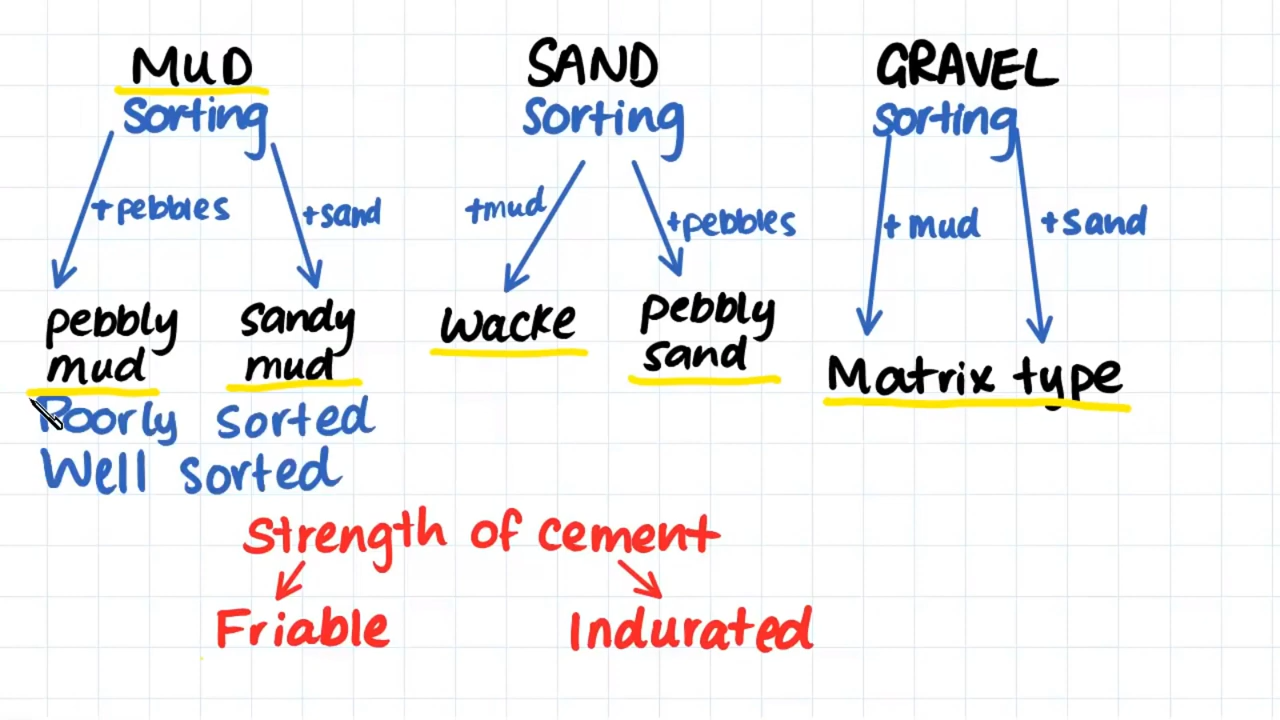 MUD
Sorting
+pebbles
+sand
pebbly
mud
sandy
mud
Poorly sorted
Well sorted
SAND
Sorting
+mud
+pebbles
Wacke
pebbly
sand
GRAVEL
Sorting
+ mud
+sand
Matrix type
Strength of cement
Friable
Indurated